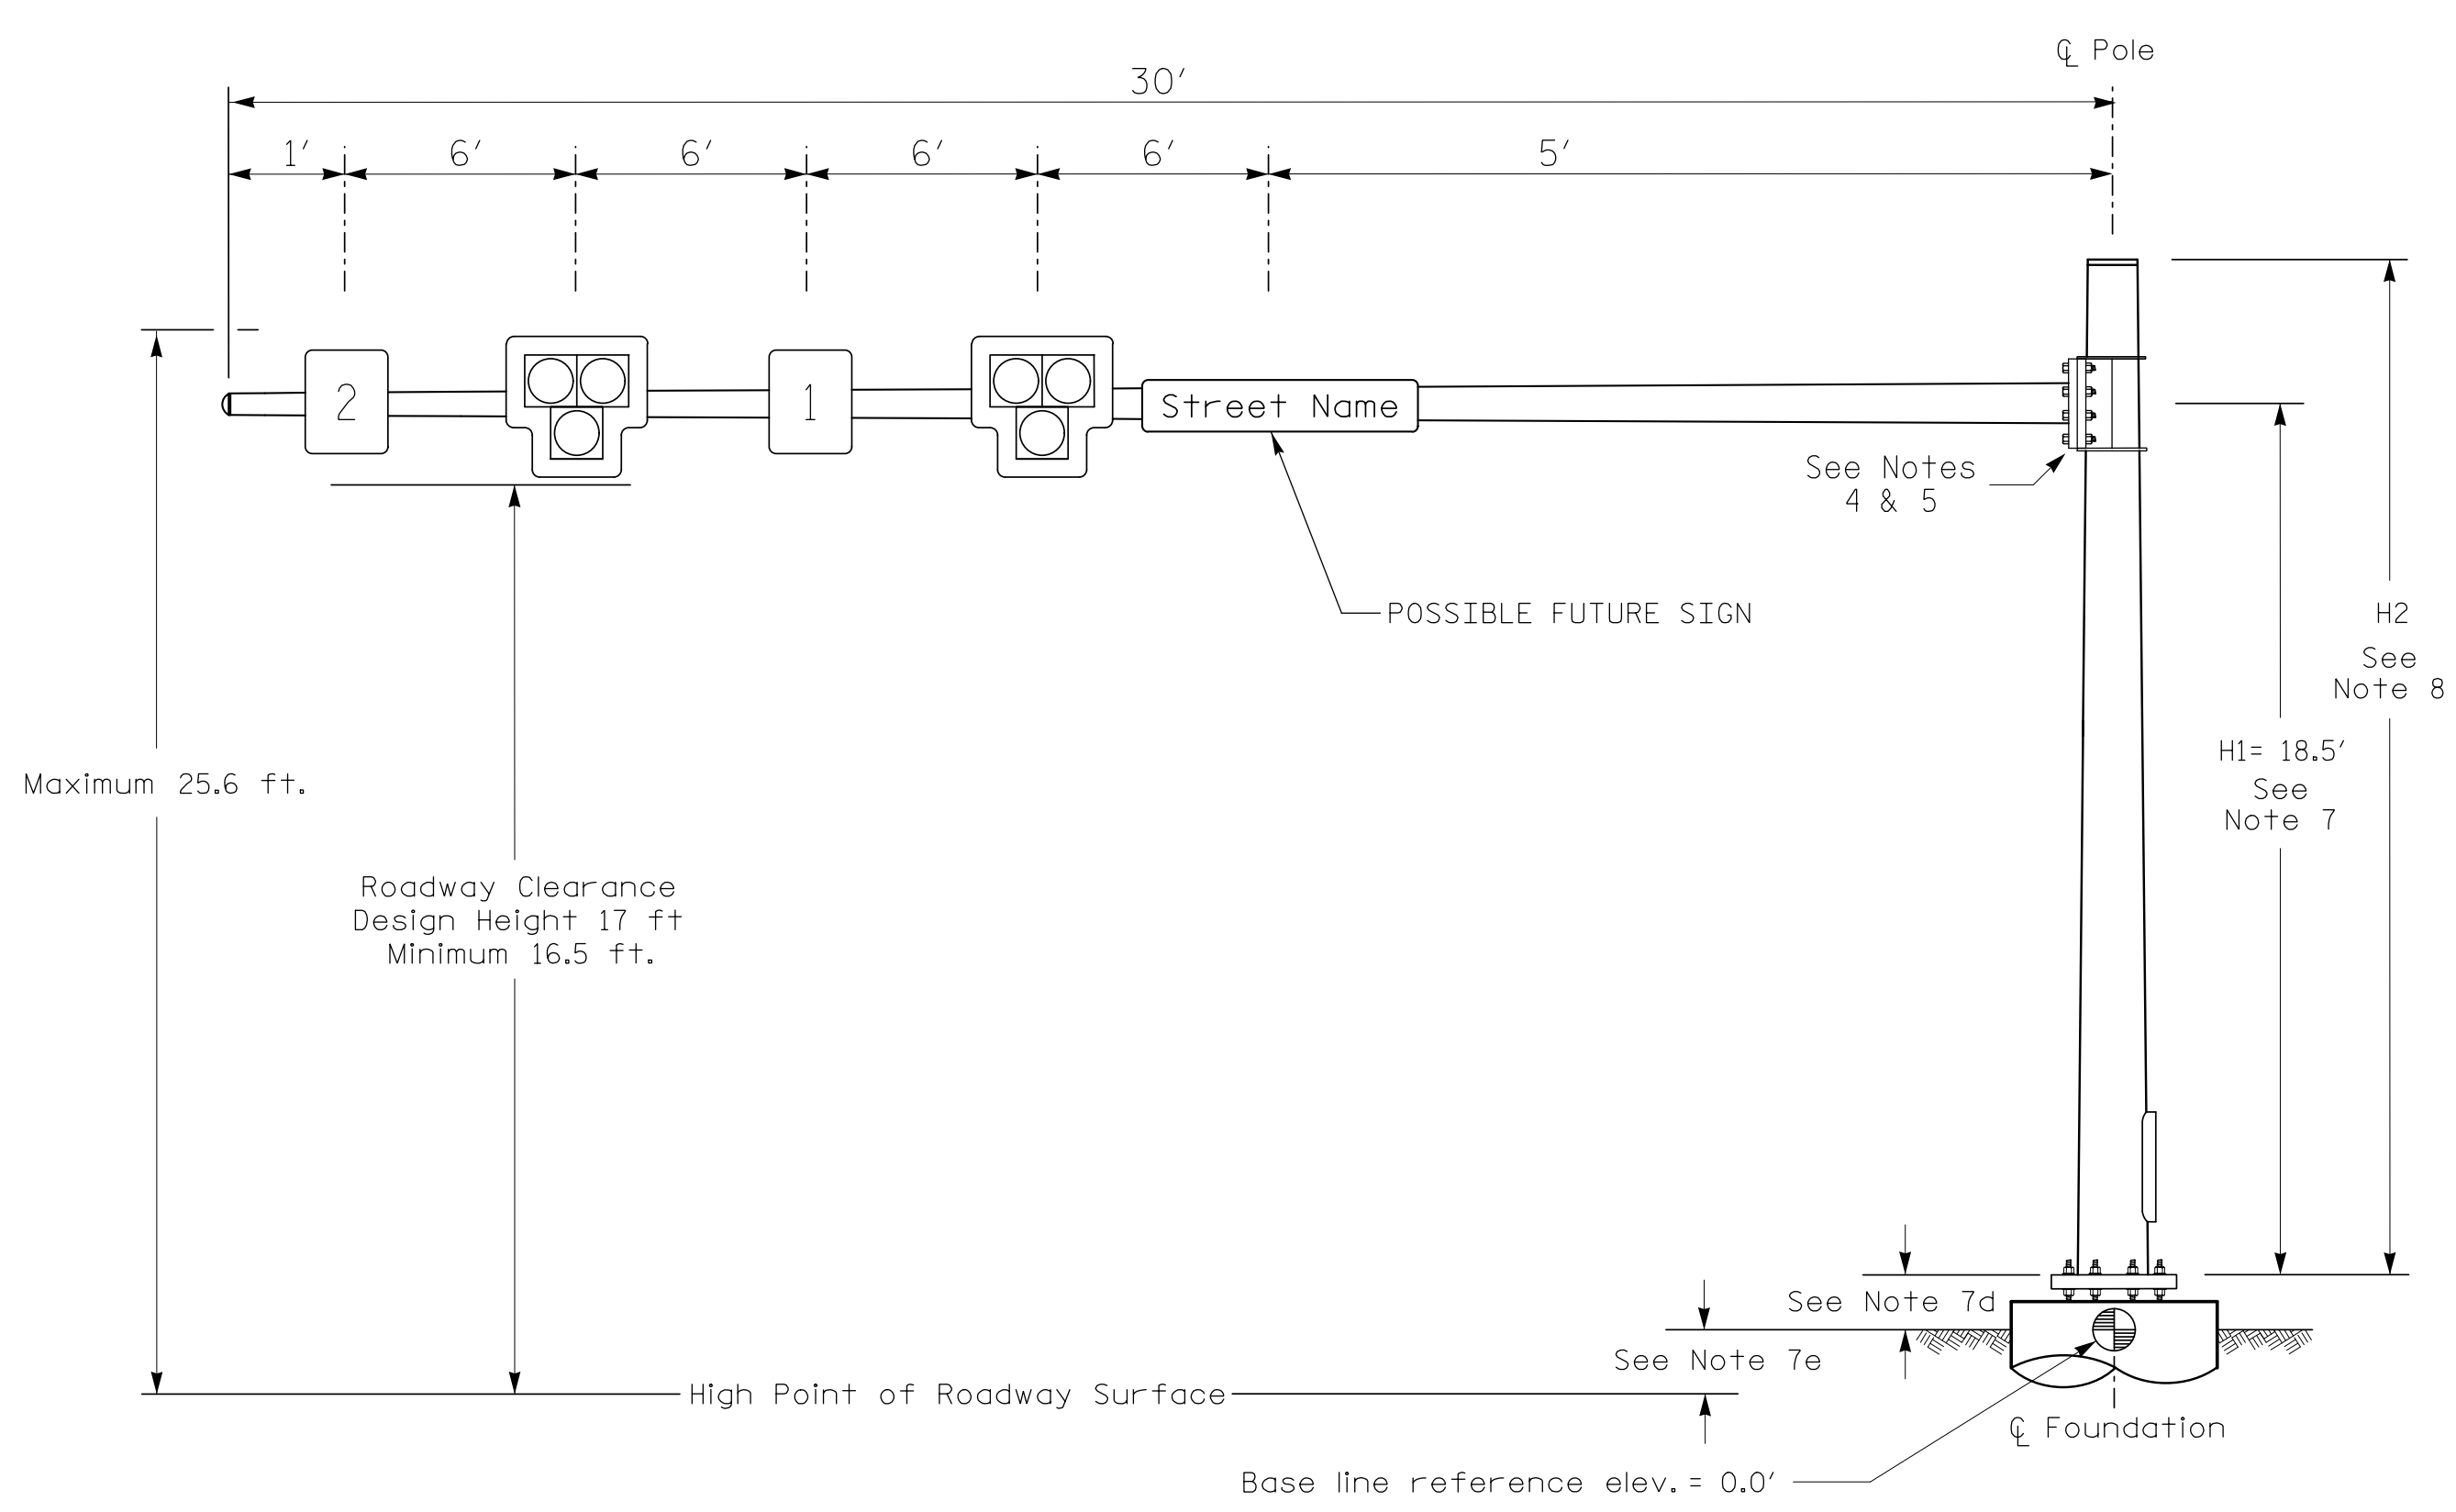 ℄ Pole
30'
1' 6' 6' 6' 6' 5'
2
1
Street Name
See Notes
4 & 5
POSSIBLE FUTURE SIGN
H2
See
Note 8
H1= 18.5'
See
Note 7
Maximum 25.6 ft.
Roadway Clearance
Design Height 17 ft
Minimum 16.5 ft.
See Note 7d
See Note 7e
High Point of Roadway Surface
℄ Foundation
Base line reference elev. = 0.0'